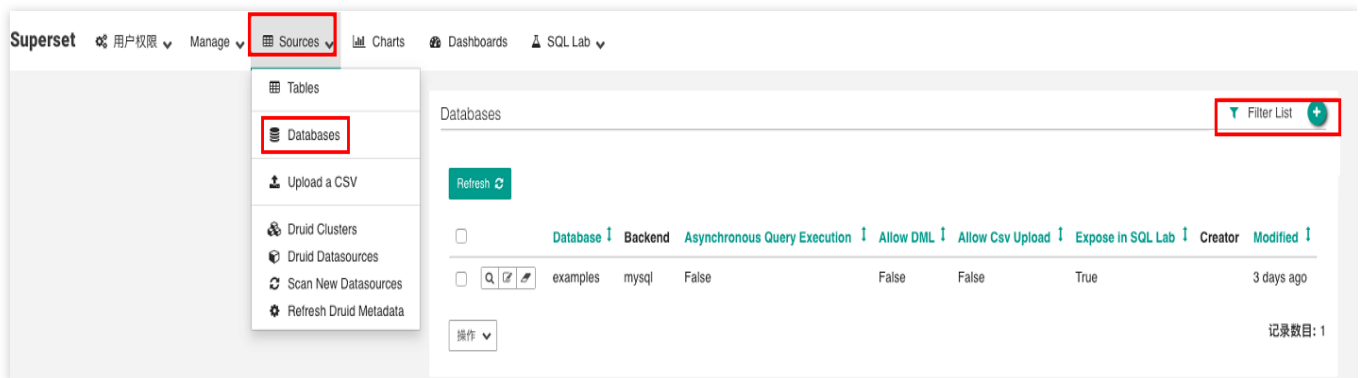 Superset 用户权限 Manage Sources Charts Dashboards SQL Lab
Tables
Databases
Upload a CSV
Druid Clusters
Druid Datasources
Scan New Datasources
Refresh Druid Metadata
Databases Filter List
Refresh
Database Backend Asynchronous Query Execution Allow DML Allow Csv Upload Expose in SQL Lab Creator Modified
examples mysql False False False True 3 days ago
操作 记录数目: 1